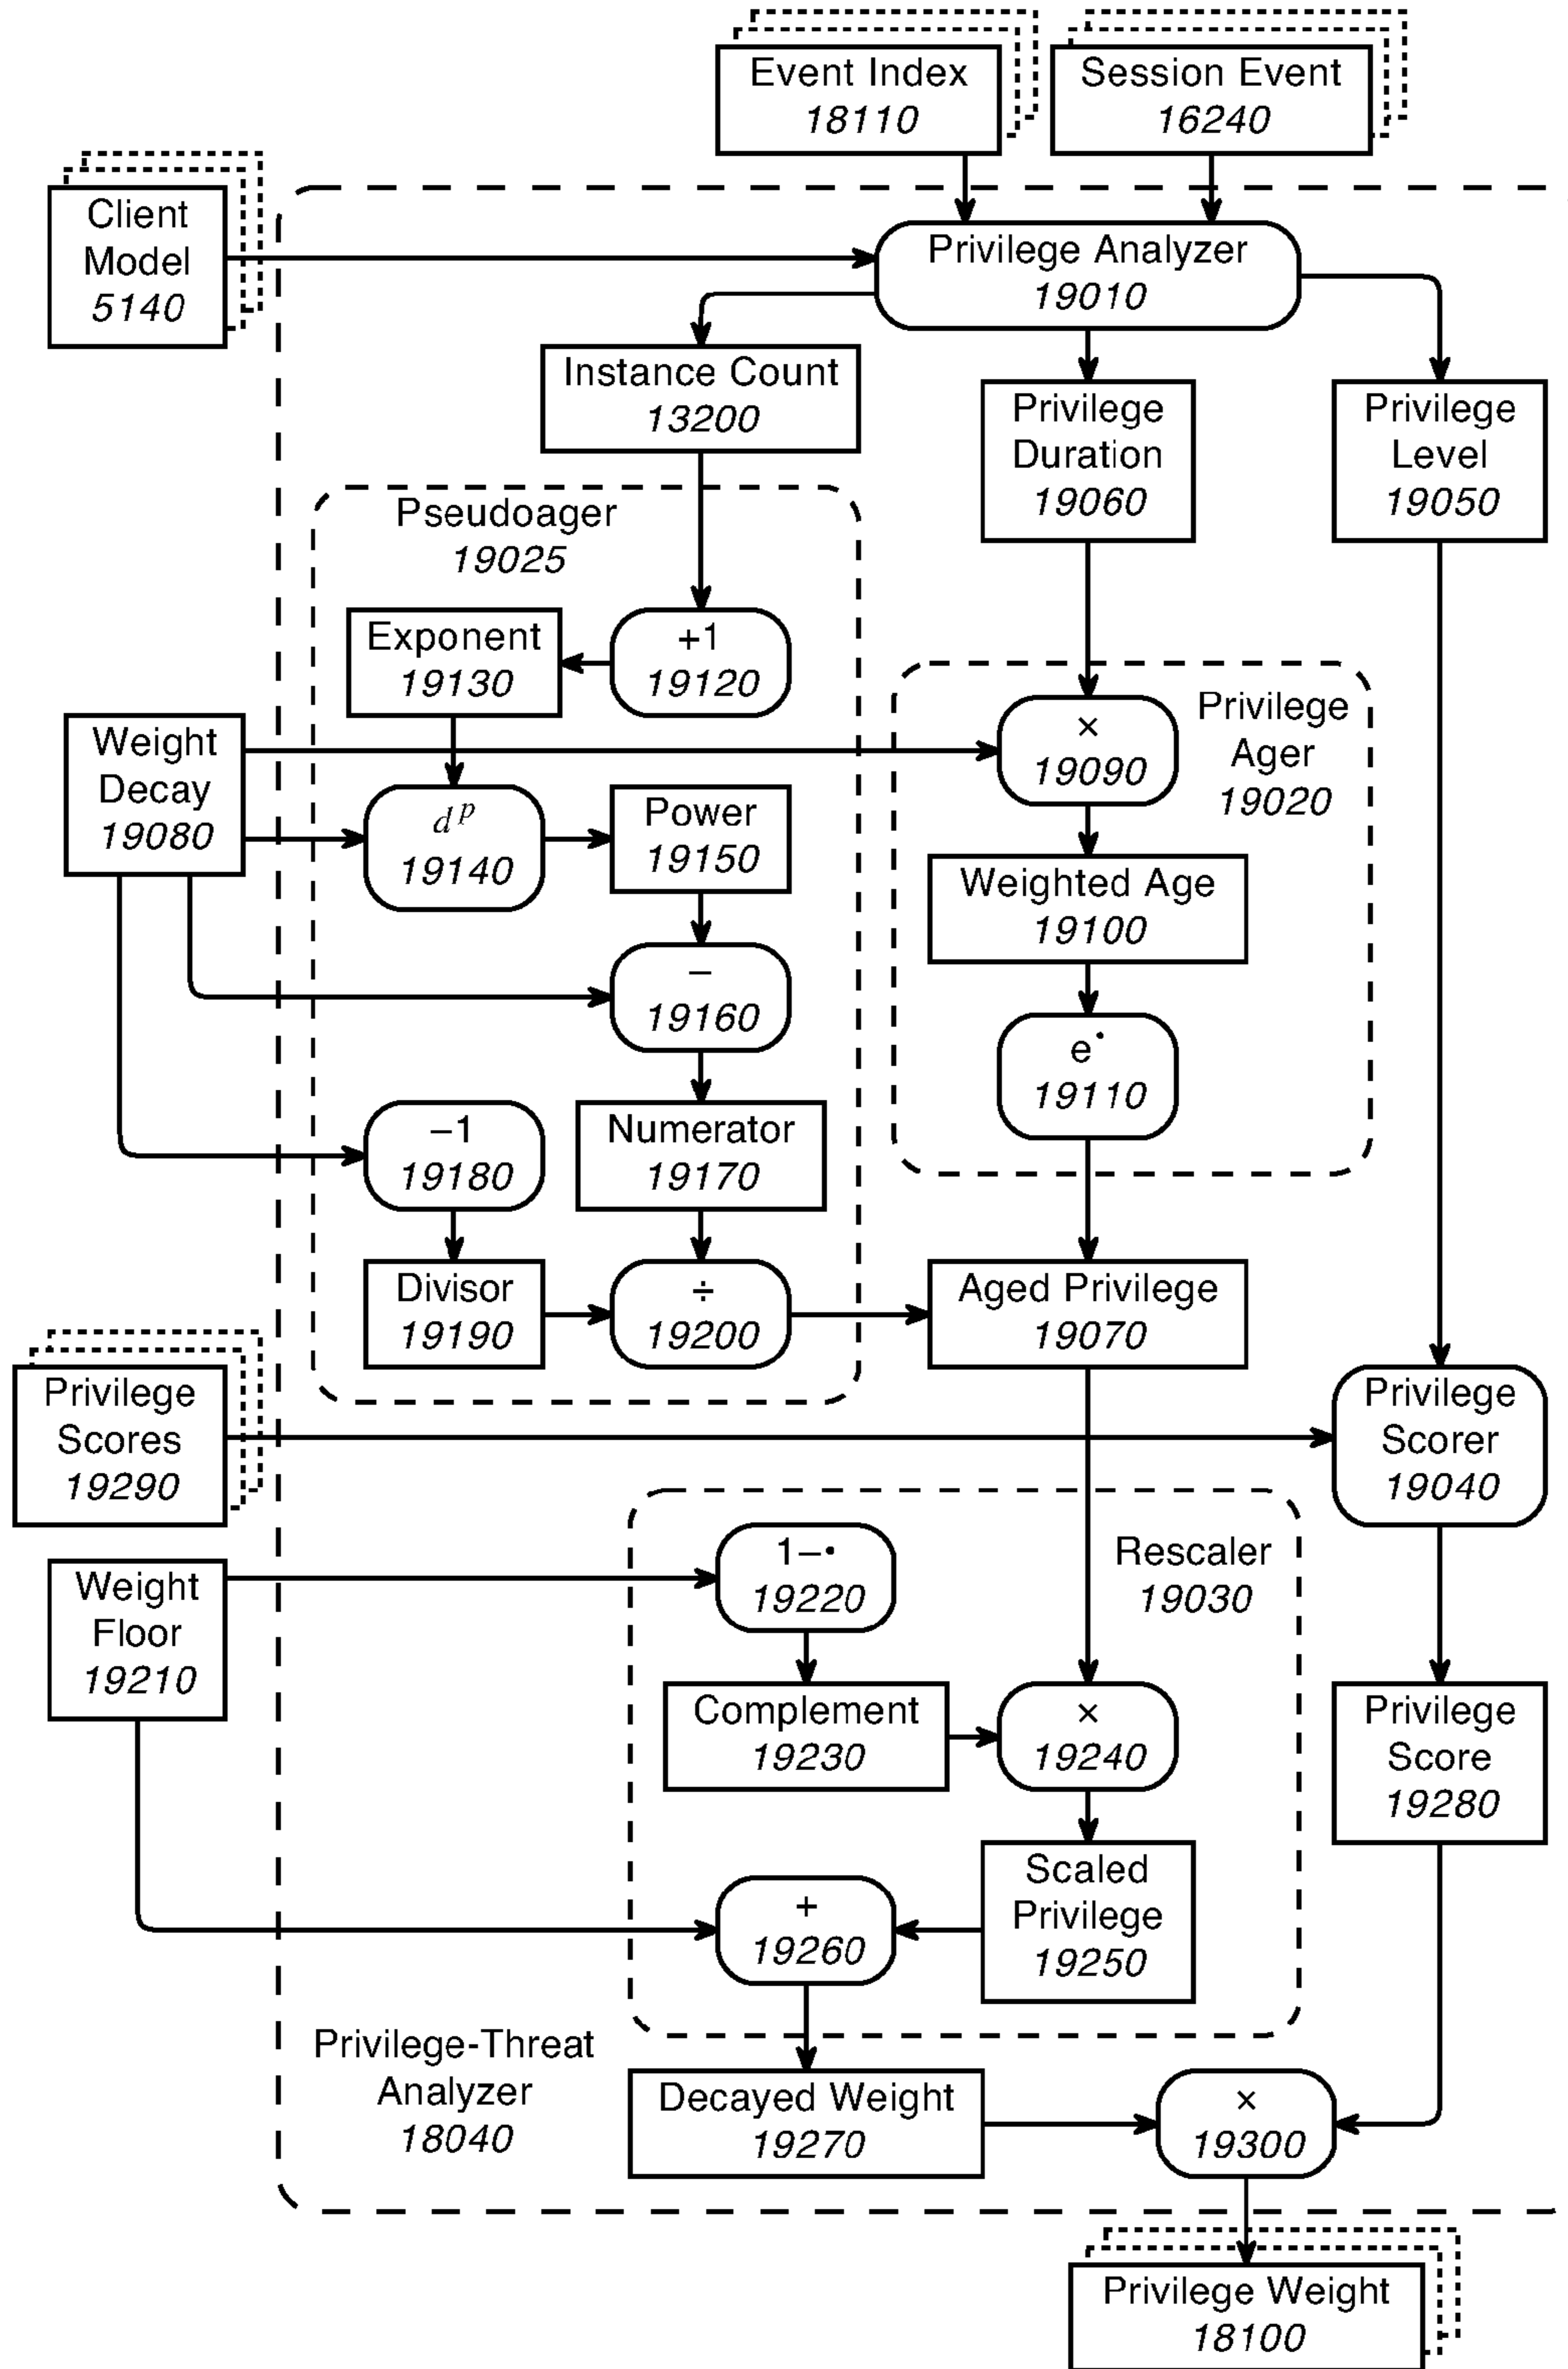 Event Index
18110
Session Event
16240
Client
Model
5140
Privilege Analyzer
19010
Instance Count
13200
Privilege
Duration
19060
Privilege
Level
19050
Pseudoager
19025
Exponent
19130
+1
19120
Privilege
Ager
19020
×
19090
Weight
Decay
19080
d^p
19140
Power
19150
Weighted Age
19100
–
19160
e•
19110
–1
19180
Numerator
19170
Divisor
19190
÷
19200
Aged Privilege
19070
Privilege
Scores
19290
Privilege
Scorer
19040
Weight
Floor
19210
1–•
19220
Rescaler
19030
Complement
19230
×
19240
Privilege
Score
19280
Scaled
Privilege
19250
+
19260
Privilege-Threat
Analyzer
18040
Decayed Weight
19270
×
19300
Privilege Weight
18100